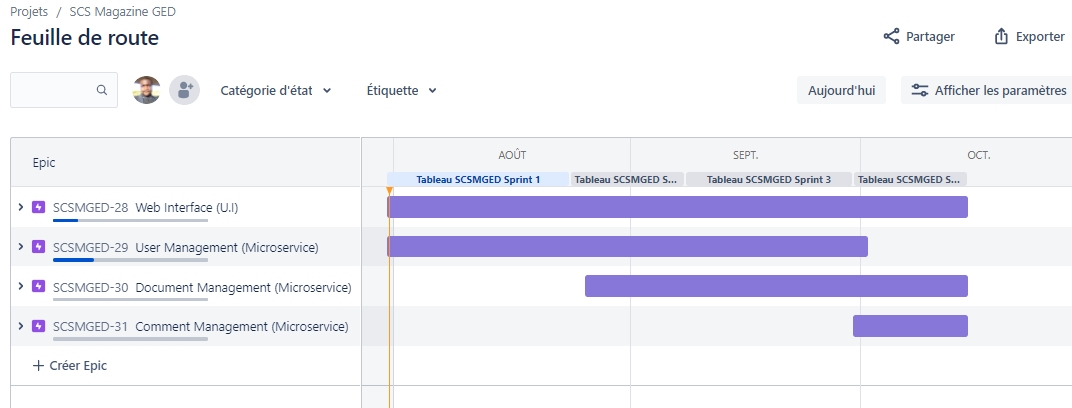 Projets / SCS Magazine GED
Feuille de route
Partager
Exporter
Catégorie d'état
Étiquette
Aujourd'hui
Afficher les paramètres
Epic
AOÛT
SEPT.
OCT.
Tableau SCSMGED Sprint 1
Tableau SCSMGED S...
Tableau SCSMGED Sprint 3
Tableau SCSMGED S...
SCSMGED-28 Web Interface (U.I)
SCSMGED-29 User Management (Microservice)
SCSMGED-30 Document Management (Microservice)
SCSMGED-31 Comment Management (Microservice)
+ Créer Epic